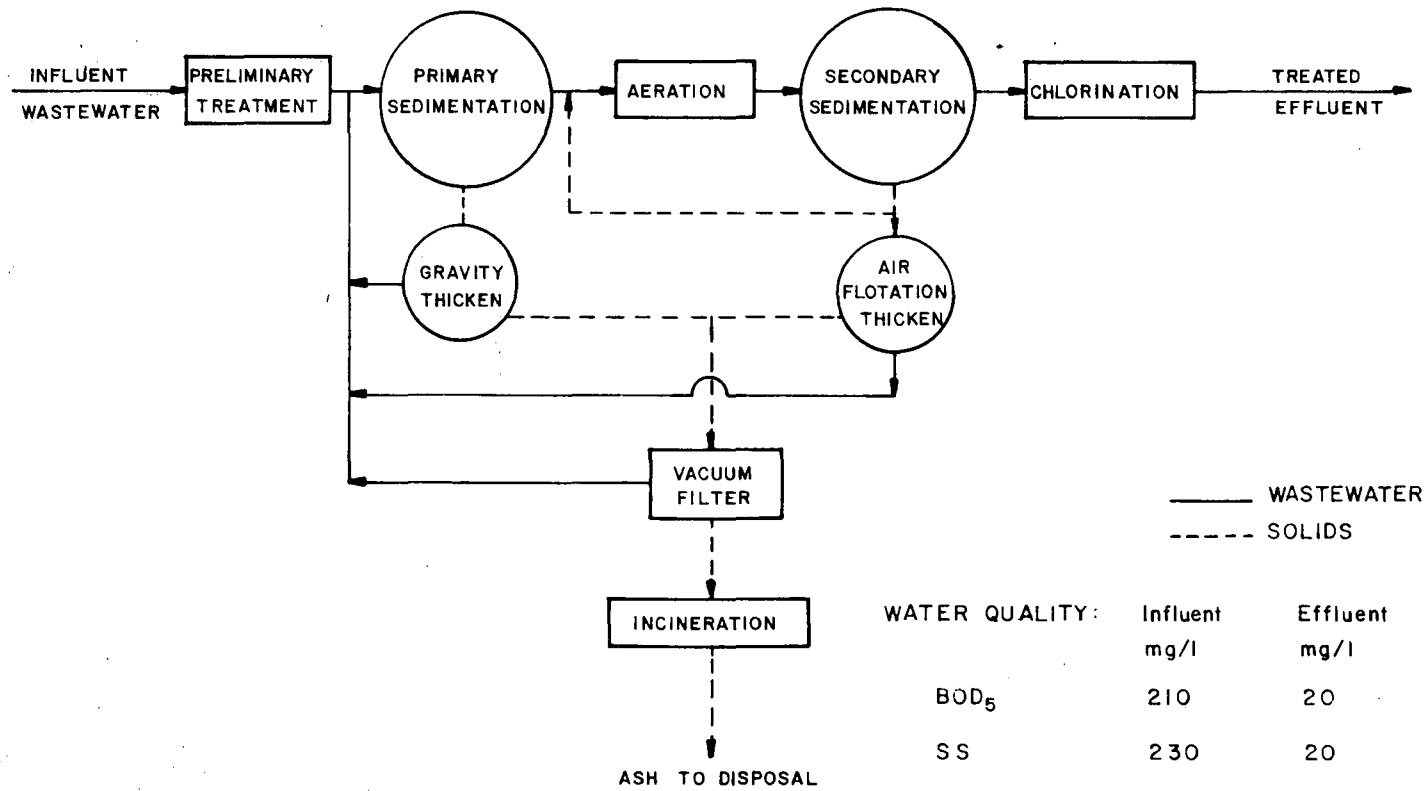 INFLUENT
WASTEWATER
PRELIMINARY
TREATMENT
PRIMARY
SEDIMENTATION
AERATION
SECONDARY
SEDIMENTATION
CHLORINATION
TREATED
EFFLUENT
GRAVITY
THICKEN
AIR
FLOTATION
THICKEN
VACUUM
FILTER
WASTEWATER
SOLIDS
INCINERATION
ASH TO DISPOSAL
WATER QUALITY: Influent Effluent
mg/l mg/l
BOD5 210 20
SS 230 20